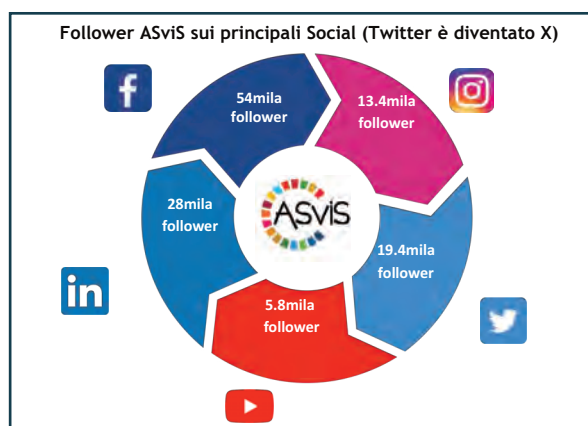 Follower ASviS sui principali Social (Twitter è diventato X)
54mila
follower
13.4mila
follower
28mila
follower
ASviS
19.4mila
follower
in
5.8mila
follower